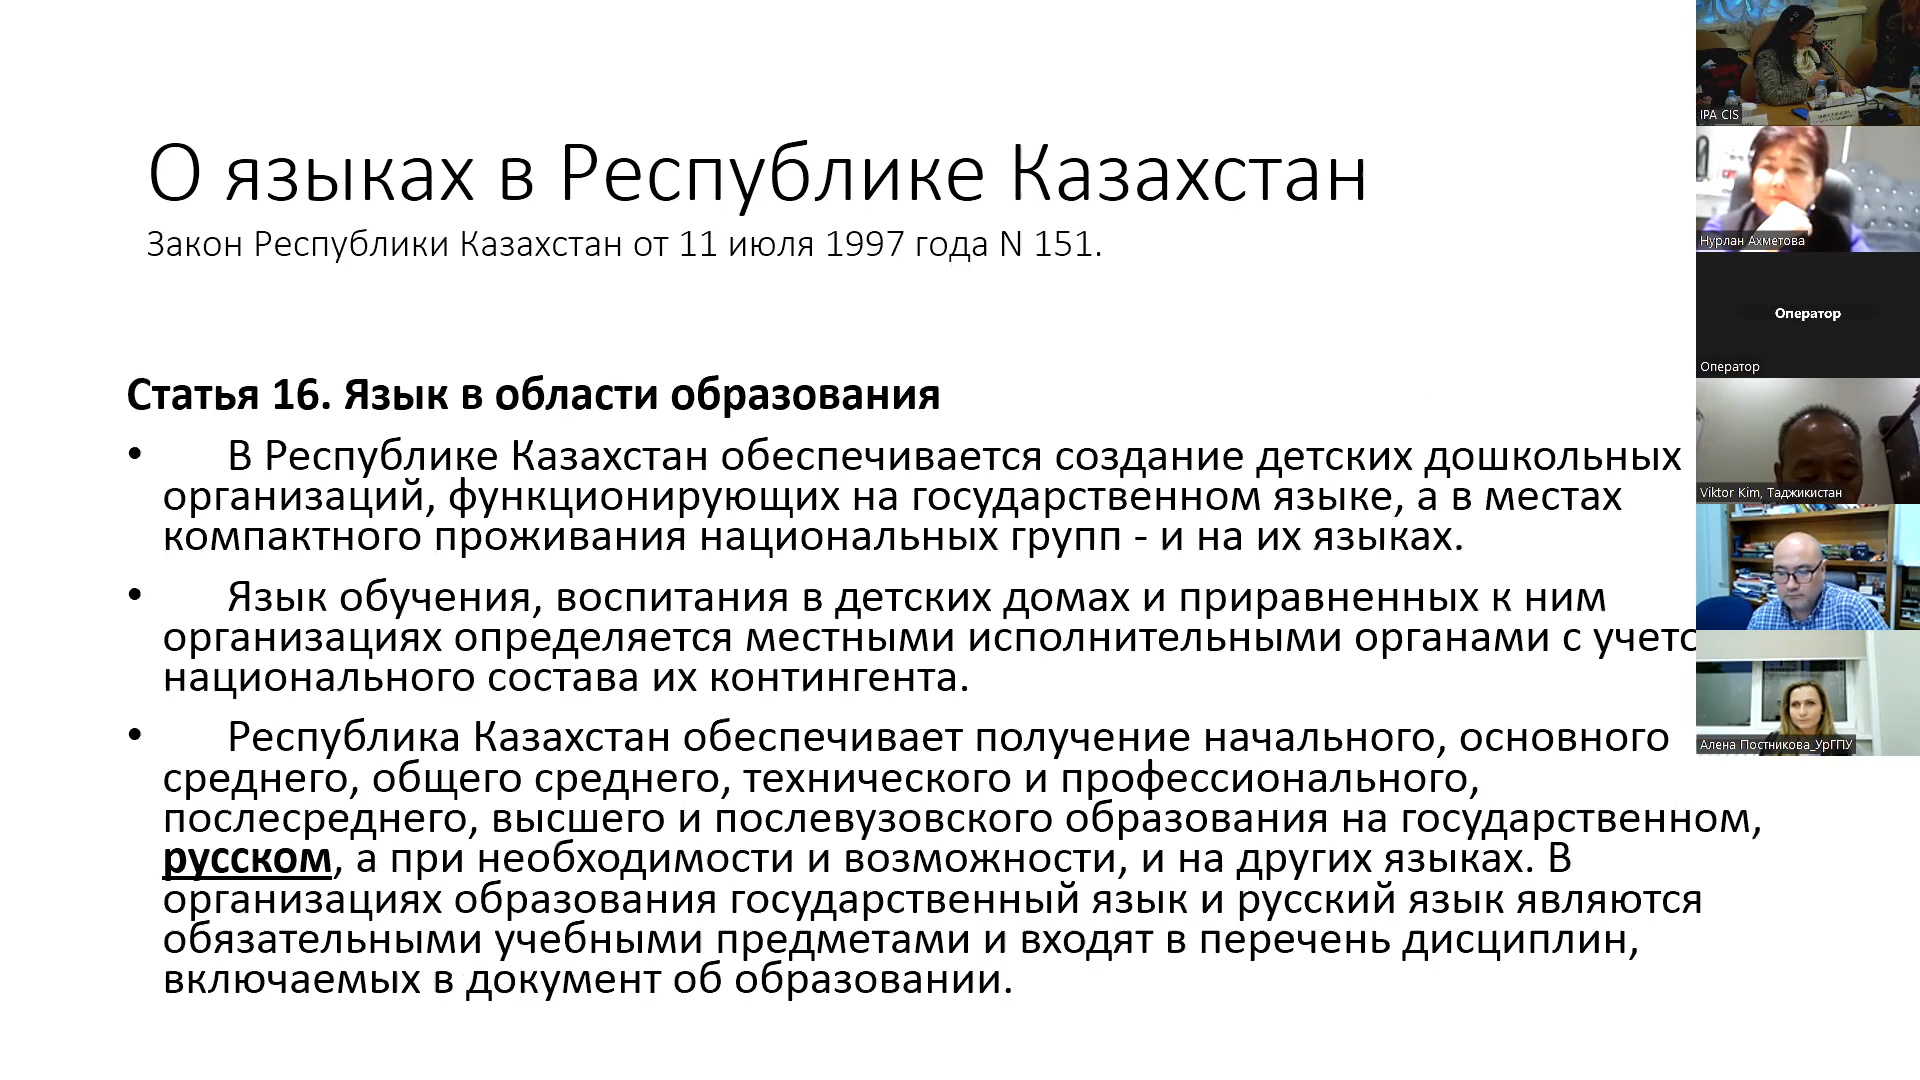 О языках в Республике Казахстан
Закон Республики Казахстан от 11 июля 1997 года N 151.
Статья 16. Язык в области образования
• В Республике Казахстан обеспечивается создание детских дошкольных
организаций, функционирующих на государственном языке, а в местах
компактного проживания национальных групп - и на их языках.
• Язык обучения, воспитания в детских домах и приравненных к ним
организациях определяется местными исполнительными органами с учето
национального состава их контингента.
• Республика Казахстан обеспечивает получение начального, основного
среднего, общего среднего, технического и профессионального,
послесреднего, высшего и послевузовского образования на государственном,
русском, а при необходимости и возможности, и на других языках. В
организациях образования государственный язык и русский язык являются
обязательными учебными предметами и входят в перечень дисциплин,
включаемых в документ об образовании.
IPA CIS
Нурлан Ахметова
Оператор
Оператор
Viktor Kim, Таджикистан
Алена Постникова_УрГПУ